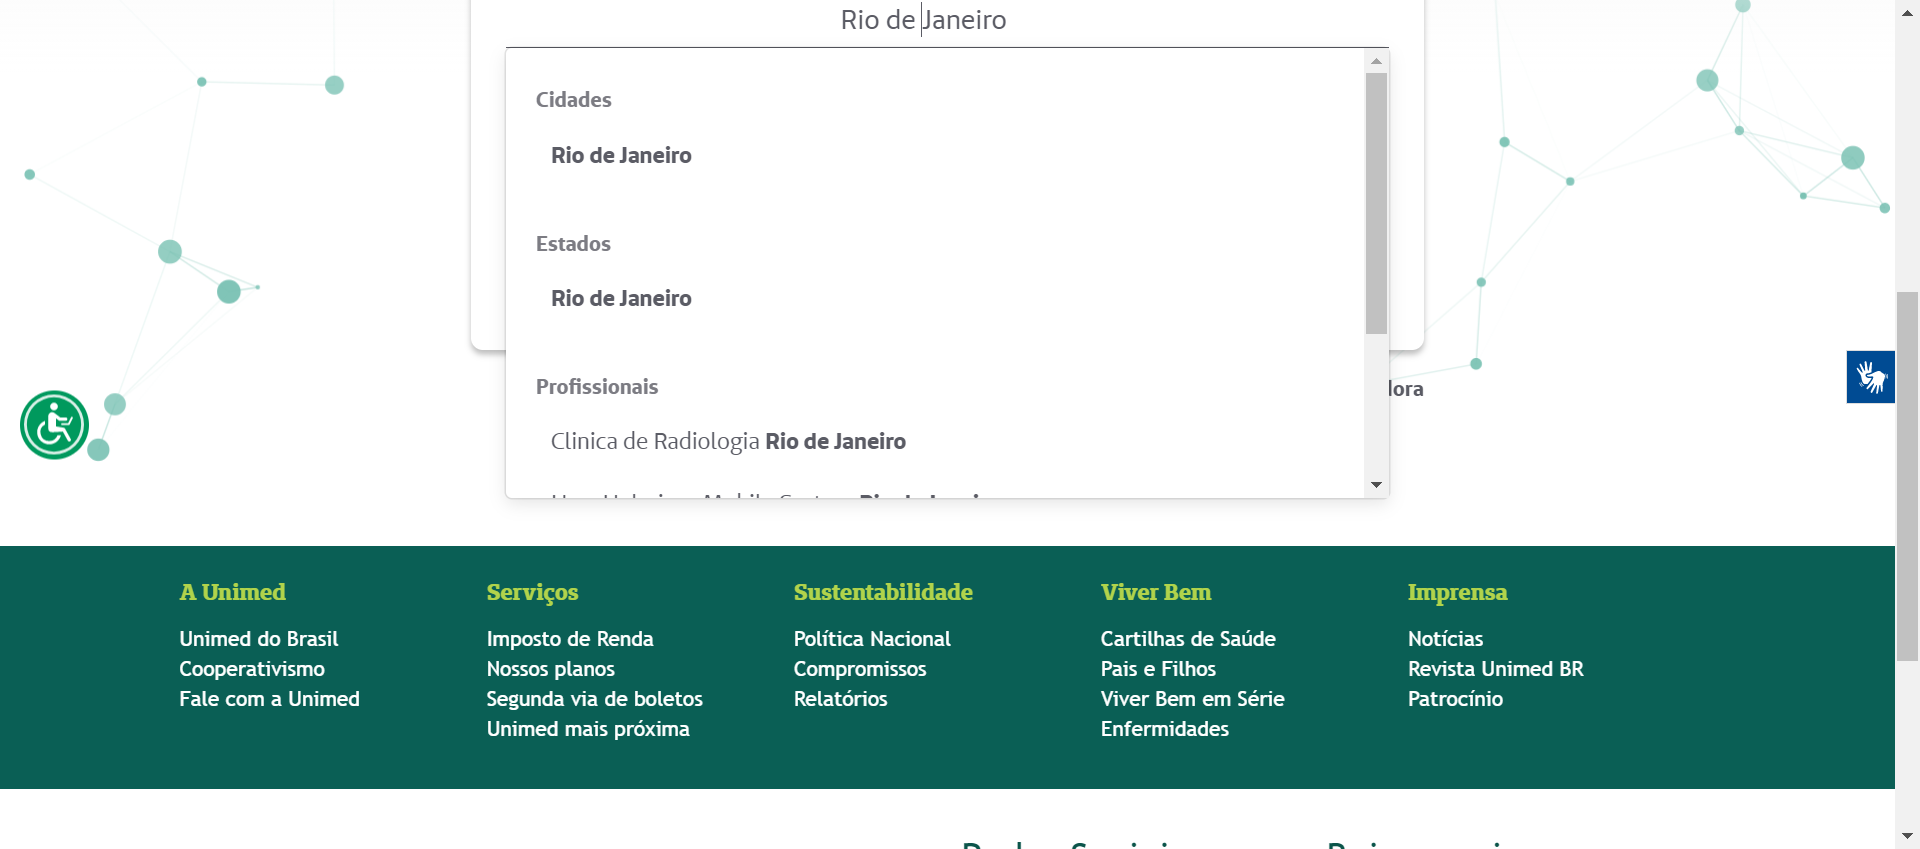 Rio de Janeiro
Cidades
Rio de Janeiro
Estados
Rio de Janeiro
Profissionais
Clinica de Radiologia Rio de Janeiro
dora
A Unimed
Unimed do Brasil
Cooperativismo
Fale com a Unimed
Serviços
Imposto de Renda
Nossos planos
Segunda via de boletos
Unimed mais próxima
Sustentabilidade
Política Nacional
Compromissos
Relatórios
Viver Bem
Cartilhas de Saúde
Pais e Filhos
Viver Bem em Série
Enfermidades
Imprensa
Notícias
Revista Unimed BR
Patrocínio